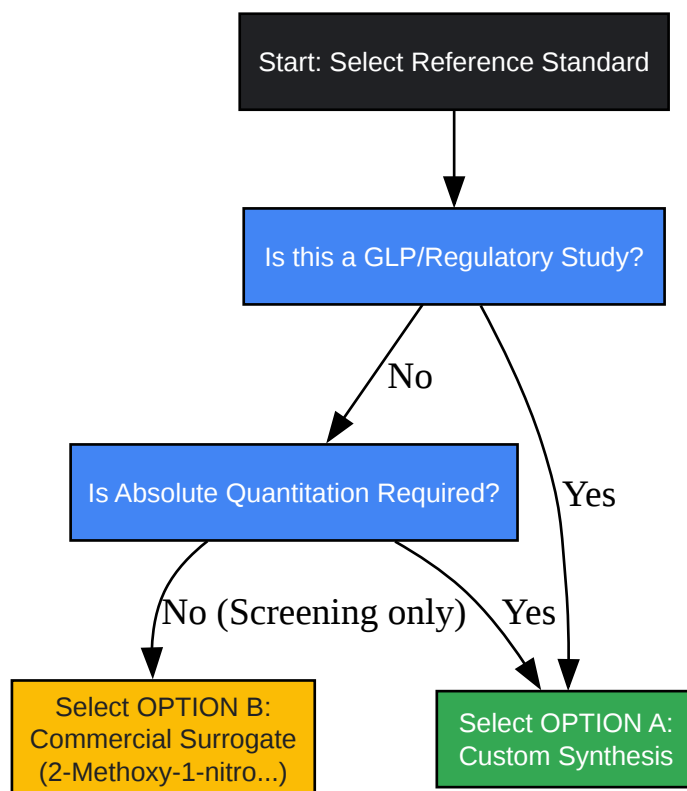 Start: Select Reference Standard
Is this a GLP/Regulatory Study?
No
Yes
Is Absolute Quantitation Required?
No (Screening only)
Yes
Select OPTION B:
Commercial Surrogate
(2-Methoxy-1-nitro...)
Select OPTION A:
Custom Synthesis